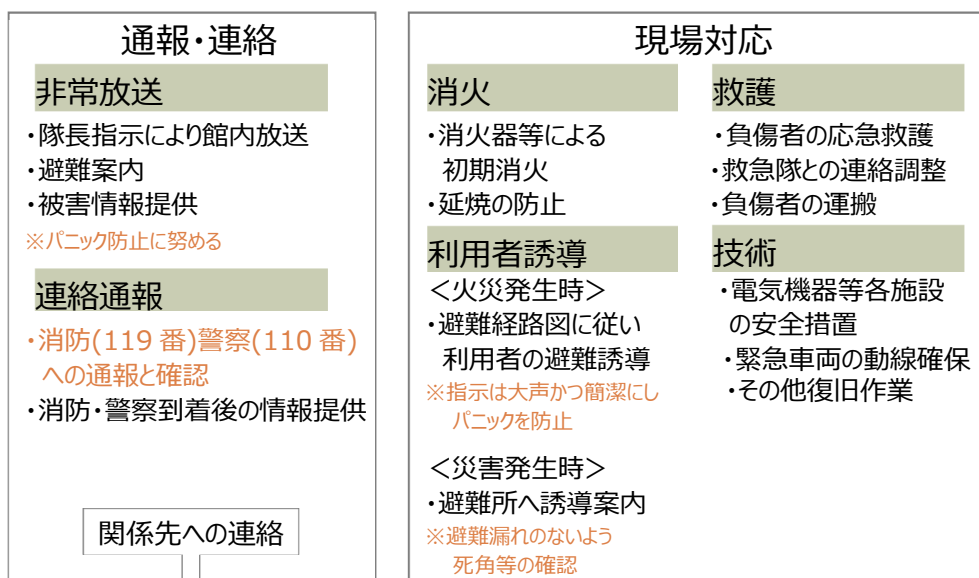 通報・連絡
非常放送
・隊長指示により館内放送
・避難案内
・被害情報提供
※パニック防止に努める
連絡通報
・消防(119 番)警察(110 番)
への通報と確認
・消防・警察到着後の情報提供
関係先への連絡
現場対応
消火
・消火器等による
初期消火
・延焼の防止
利用者誘導
＜火災発生時＞
・避難経路図に従い
利用者の避難誘導
※指示は大声かつ簡潔にし
パニックを防止
＜災害発生時＞
・避難所へ誘導案内
※避難漏れのないよう
死角等の確認
救護
・負傷者の応急救護
・救急隊との連絡調整
・負傷者の運搬
技術
・電気機器等各施設
の安全措置
・緊急車両の動線確保
・その他復旧作業